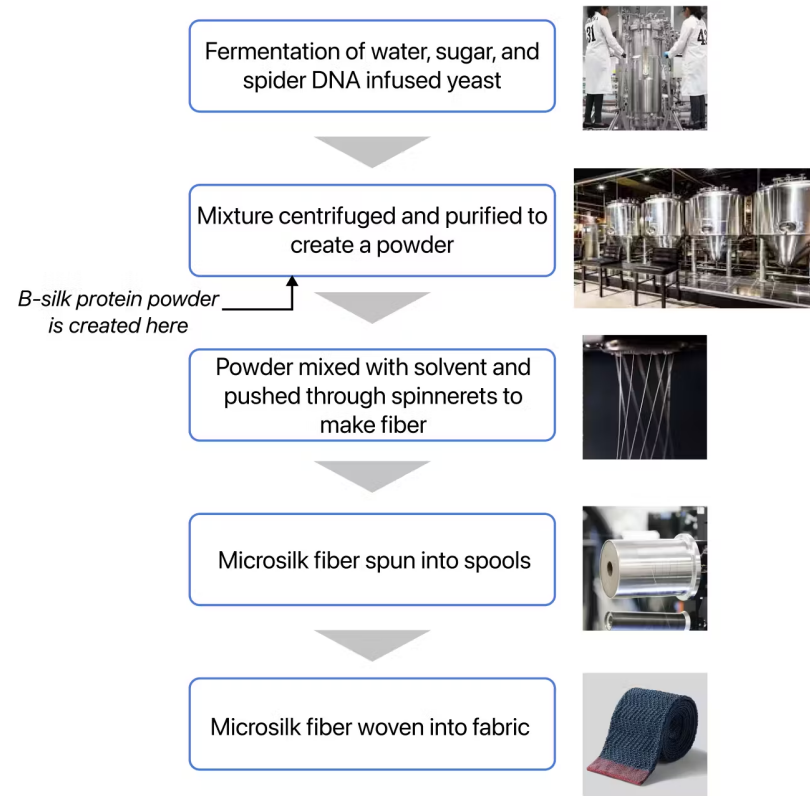 Fermentation of water, sugar, and
spider DNA infused yeast
31
43
Mixture centrifuged and purified to
create a powder
B-silk protein powder
is created here
Powder mixed with solvent and
pushed through spinnerets to
make fiber
Microsilk fiber spun into spools
Microsilk fiber woven into fabric